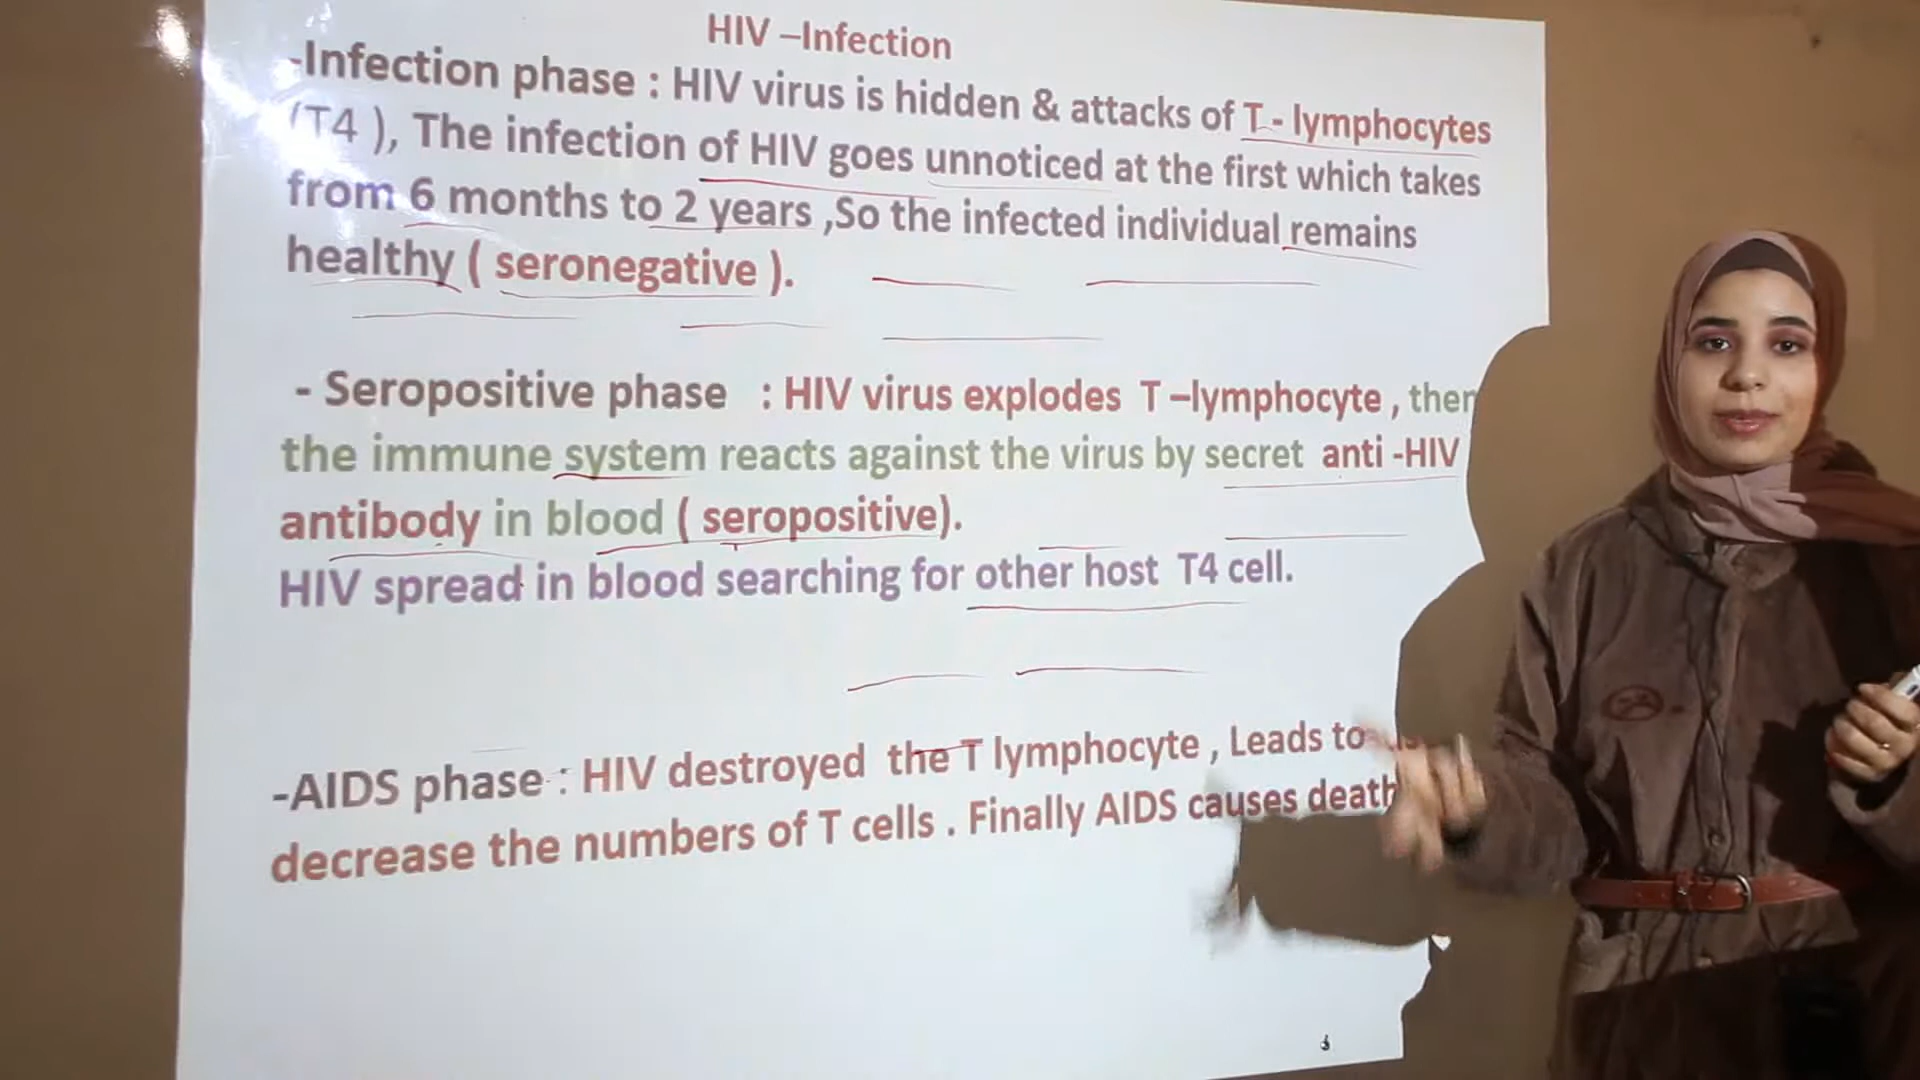 HIV –Infection
-Infection phase : HIV virus is hidden & attacks of T - lymphocytes
(T4 ), The infection of HIV goes unnoticed at the first which takes
from 6 months to 2 years ,So the infected individual remains
healthy ( seronegative ).
- Seropositive phase : HIV virus explodes T –lymphocyte , then
the immune system reacts against the virus by secret anti -HIV
antibody in blood ( seropositive).
HIV spread in blood searching for other host T4 cell.
-AIDS phase : HIV destroyed the T lymphocyte , Leads to
decrease the numbers of T cells . Finally AIDS causes death